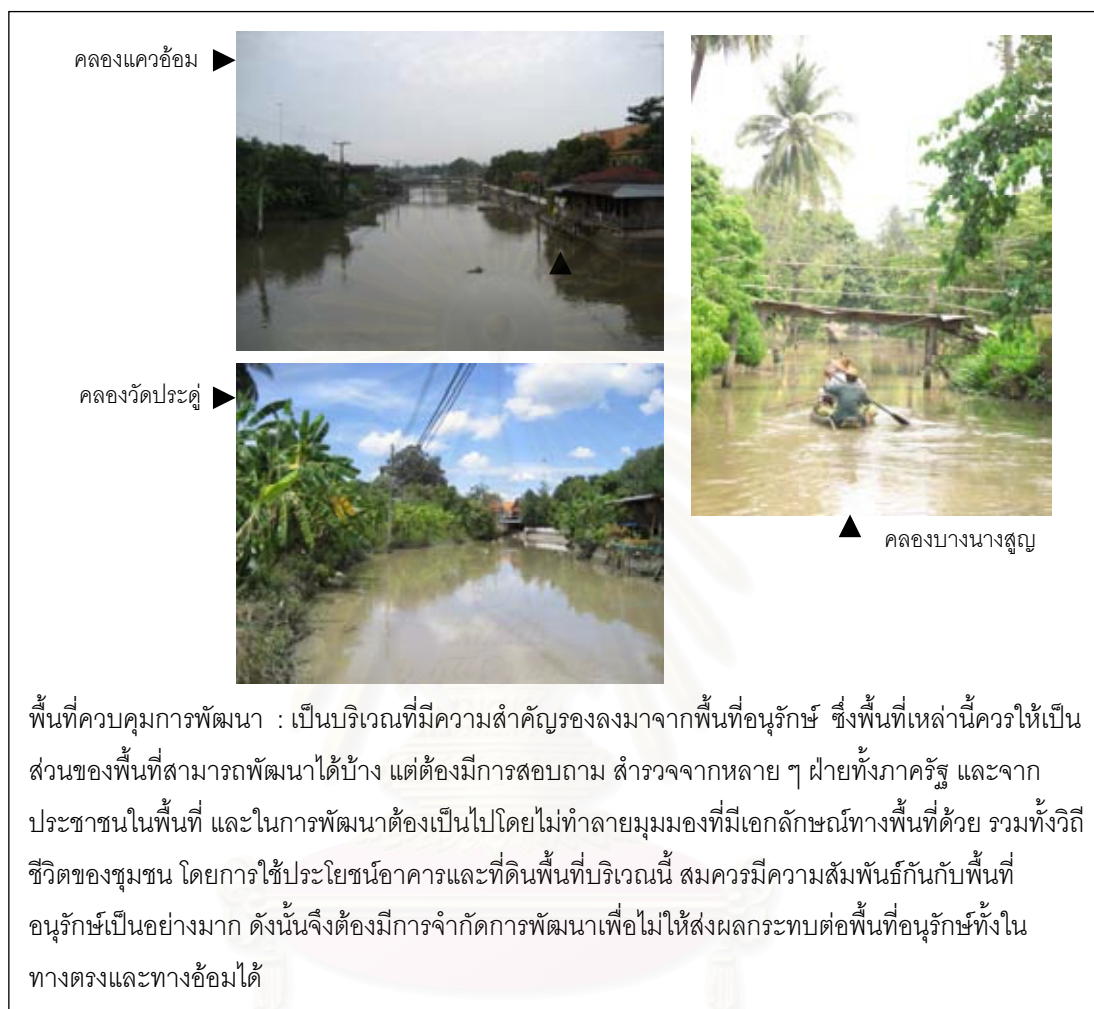 คลองแควอ้อม
คลองวัดประดู่
คลองบางนางสูญ
พื้นที่ควบคุมการพัฒนา : เป็นบริเวณที่มีความสำคัญรองลงมาจากพื้นที่อนุรักษ์ ซึ่งพื้นที่เหล่านี้ควรให้เป็น
ส่วนของพื้นที่สามารถพัฒนาได้บ้าง แต่ต้องมีการสอบถาม สำรวจจากหลาย ๆ ฝ่ายทั้งภาครัฐ และจาก
ประชาชนในพื้นที่ และในการพัฒนาต้องเป็นไปโดยไม่ทำลายมุมมองที่มีเอกลักษณ์ทางพื้นที่ด้วย รวมทั้งวิถี
ชีวิตของชุมชน โดยการใช้ประโยชน์อาคารและที่ดินพื้นที่บริเวณนี้ สมควรมีความสัมพันธ์กันกับพื้นที่
อนุรักษ์เป็นอย่างมาก ดังนั้นจึงต้องมีการจำกัดการพัฒนาเพื่อไม่ให้ส่งผลกระทบต่อพื้นที่อนุรักษ์ทั้งใน
ทางตรงและทางอ้อมได้